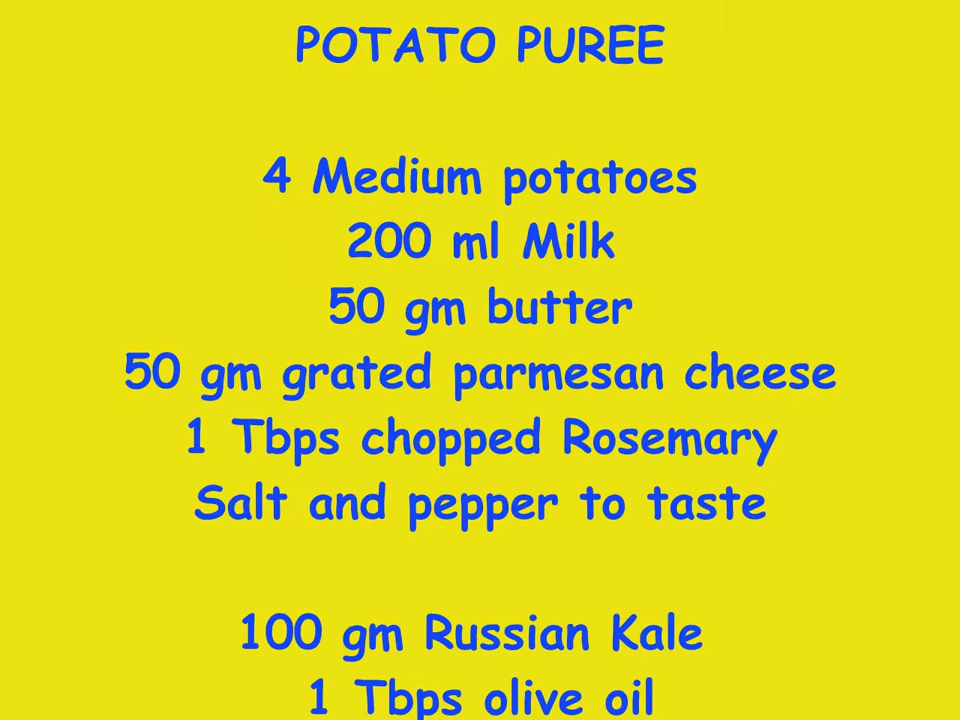 POTATO PUREE
4 Medium potatoes
200 ml Milk
50 gm butter
50 gm grated parmesan cheese
1 Tbps chopped Rosemary
Salt and pepper to taste
100 gm Russian Kale
1 Tbps olive oil